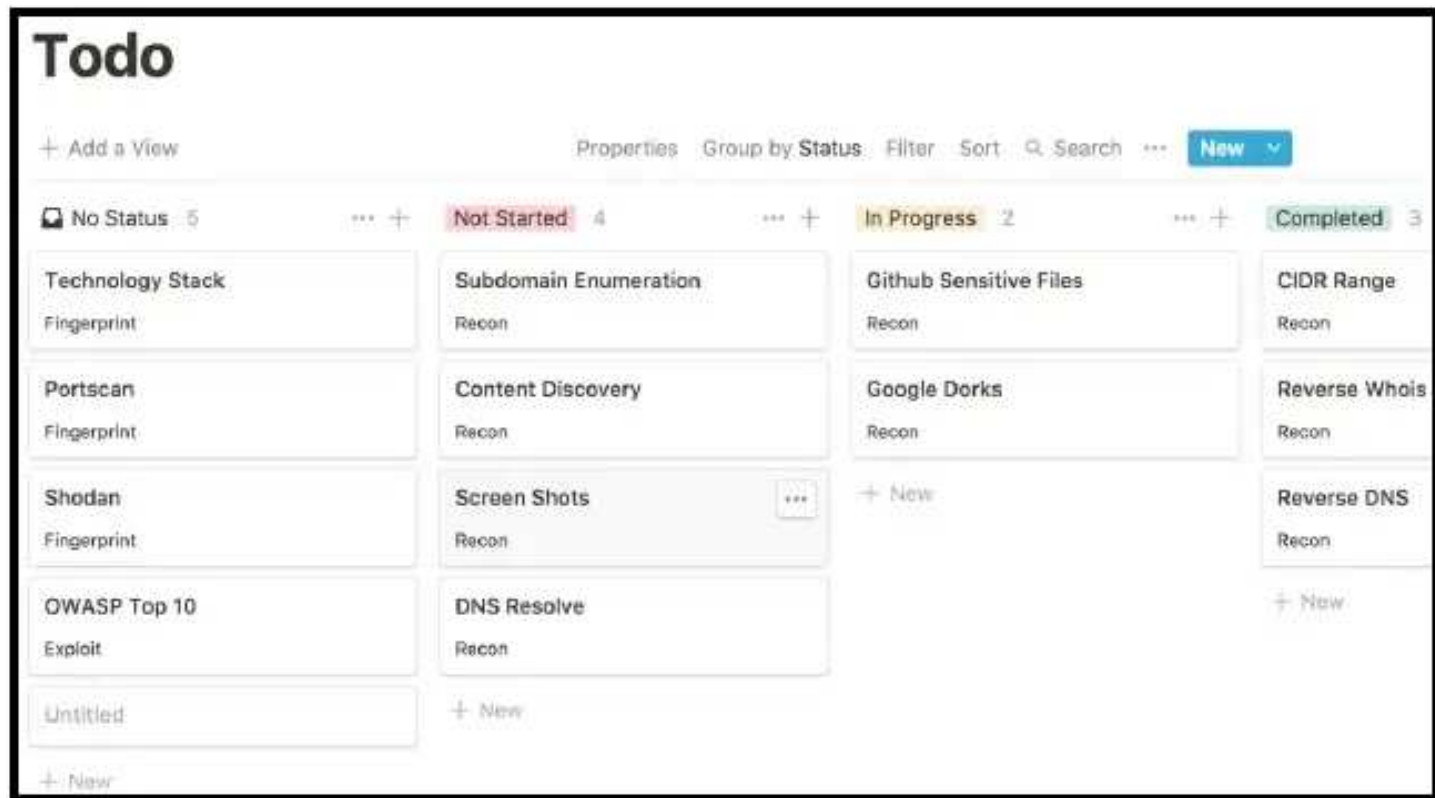 Todo
+ Add a View
Properties Group by Status Filter Sort Search ... New
No Status 5 ... +
Technology Stack
Fingerprint
Portscan
Fingerprint
Shodan
Fingerprint
OWASP Top 10
Exploit
Untitled
+ New
Not Started 4 ... +
Subdomain Enumeration
Recon
Content Discovery
Recon
Screen Shots ...
Recon
DNS Resolve
Recon
+ New
In Progress 2 ... +
Github Sensitive Files
Recon
Google Dorks
Recon
+ New
Completed 3
CIDR Range
Recon
Reverse Whois
Recon
Reverse DNS
Recon
+ New